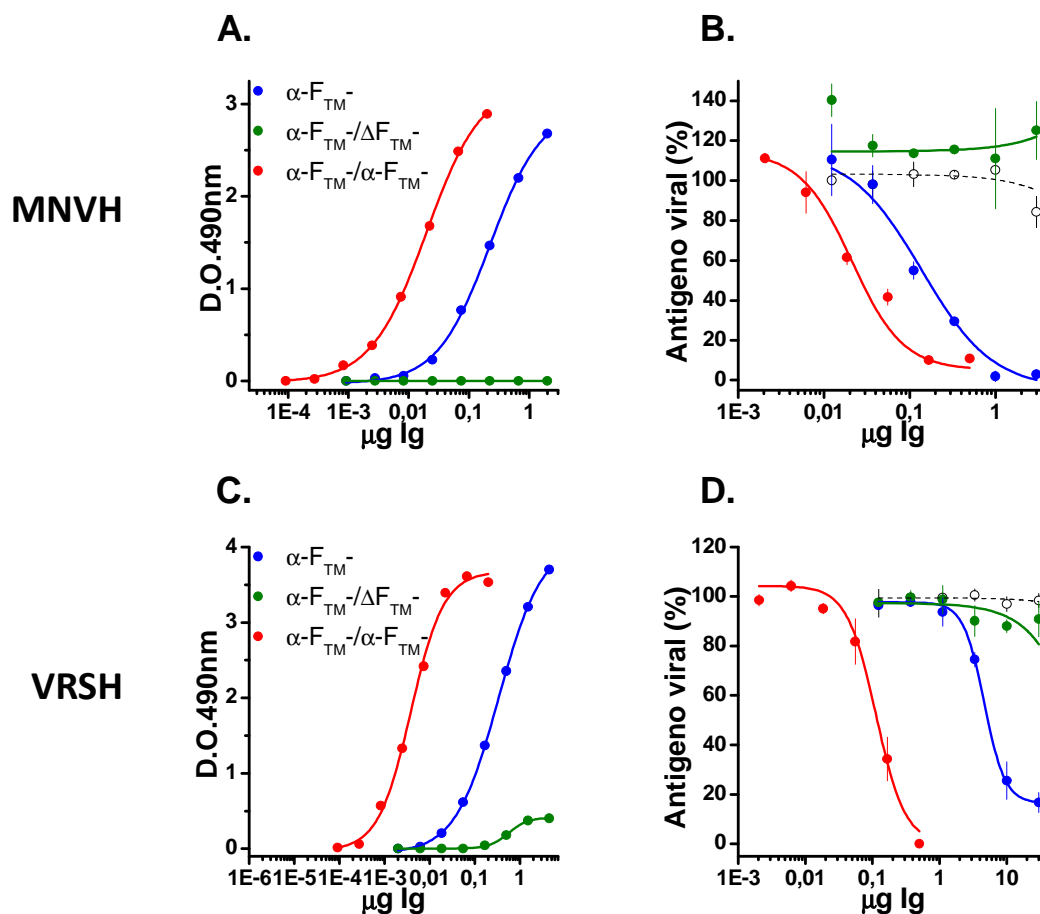 A.
B.
MNVH
D.O.490nm
3
2
1
0
α-FTM-
α-FTM-/ΔFTM-
α-FTM-/α-FTM-
1E-4 1E-3 0,01 0,1 1
µg Ig
Antigeno viral (%)
140
120
100
80
60
40
20
0
1E-3 0,01 0,1 1
µg Ig
C.
D.
VRSH
D.O.490nm
4
3
2
1
0
α-FTM-
α-FTM-/ΔFTM-
α-FTM-/α-FTM-
1E-61E-51E-41E-3 0,01 0,1 1
µg Ig
Antigeno viral (%)
120
100
80
60
40
20
0
1E-3 0,01 0,1 1 10
µg Ig